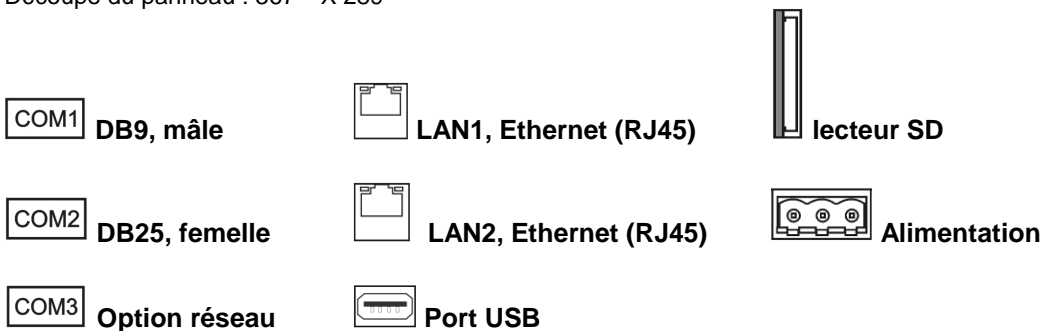 COM1 DB9, mâle
LAN1, Ethernet (RJ45)
lecteur SD
COM2 DB25, femelle
LAN2, Ethernet (RJ45)
Alimentation
COM3 Option réseau
Port USB